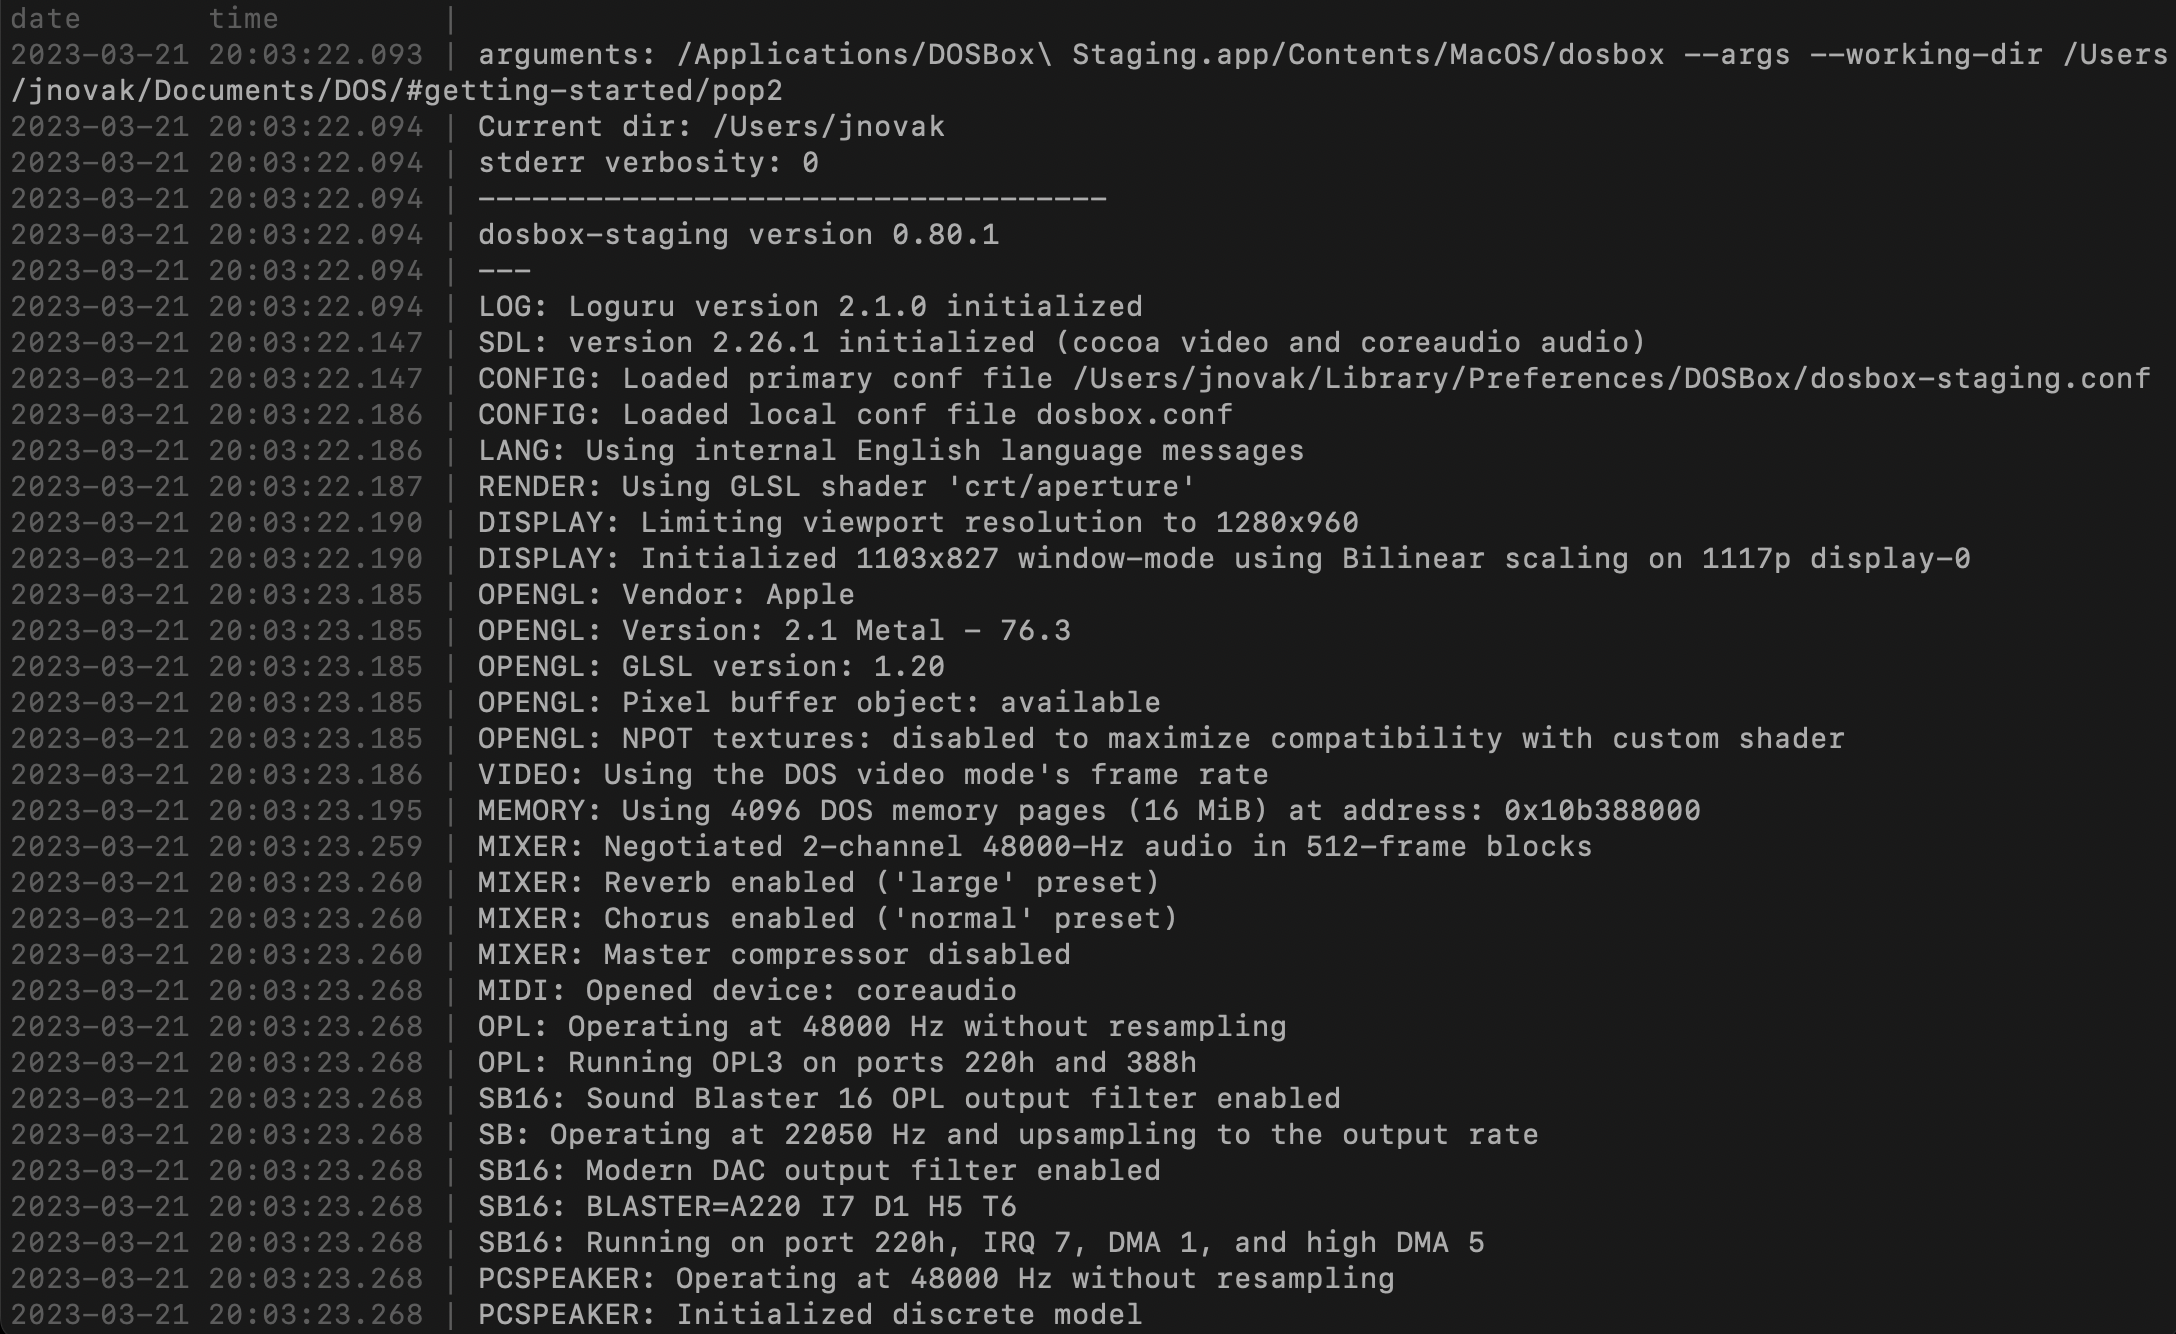 date       time         |
2023-03-21 20:03:22.093 | arguments: /Applications/DOSBox\ Staging.app/Contents/MacOS/dosbox --args --working-dir /Users
/jnovak/Documents/DOS/#getting-started/pop2
2023-03-21 20:03:22.094 | Current dir: /Users/jnovak
2023-03-21 20:03:22.094 | stderr verbosity: 0
2023-03-21 20:03:22.094 | -----------------------------------
2023-03-21 20:03:22.094 | dosbox-staging version 0.80.1
2023-03-21 20:03:22.094 | ---
2023-03-21 20:03:22.094 | LOG: Loguru version 2.1.0 initialized
2023-03-21 20:03:22.147 | SDL: version 2.26.1 initialized (cocoa video and coreaudio audio)
2023-03-21 20:03:22.147 | CONFIG: Loaded primary conf file /Users/jnovak/Library/Preferences/DOSBox/dosbox-staging.conf
2023-03-21 20:03:22.186 | CONFIG: Loaded local conf file dosbox.conf
2023-03-21 20:03:22.186 | LANG: Using internal English language messages
2023-03-21 20:03:22.187 | RENDER: Using GLSL shader 'crt/aperture'
2023-03-21 20:03:22.190 | DISPLAY: Limiting viewport resolution to 1280x960
2023-03-21 20:03:22.190 | DISPLAY: Initialized 1103x827 window-mode using Bilinear scaling on 1117p display-0
2023-03-21 20:03:23.185 | OPENGL: Vendor: Apple
2023-03-21 20:03:23.185 | OPENGL: Version: 2.1 Metal - 76.3
2023-03-21 20:03:23.185 | OPENGL: GLSL version: 1.20
2023-03-21 20:03:23.185 | OPENGL: Pixel buffer object: available
2023-03-21 20:03:23.185 | OPENGL: NPOT textures: disabled to maximize compatibility with custom shader
2023-03-21 20:03:23.186 | VIDEO: Using the DOS video mode's frame rate
2023-03-21 20:03:23.195 | MEMORY: Using 4096 DOS memory pages (16 MiB) at address: 0x10b388000
2023-03-21 20:03:23.259 | MIXER: Negotiated 2-channel 48000-Hz audio in 512-frame blocks
2023-03-21 20:03:23.260 | MIXER: Reverb enabled ('large' preset)
2023-03-21 20:03:23.260 | MIXER: Chorus enabled ('normal' preset)
2023-03-21 20:03:23.260 | MIXER: Master compressor disabled
2023-03-21 20:03:23.268 | MIDI: Opened device: coreaudio
2023-03-21 20:03:23.268 | OPL: Operating at 48000 Hz without resampling
2023-03-21 20:03:23.268 | OPL: Running OPL3 on ports 220h and 388h
2023-03-21 20:03:23.268 | SB16: Sound Blaster 16 OPL output filter enabled
2023-03-21 20:03:23.268 | SB: Operating at 22050 Hz and upsampling to the output rate
2023-03-21 20:03:23.268 | SB16: Modern DAC output filter enabled
2023-03-21 20:03:23.268 | SB16: BLASTER=A220 I7 D1 H5 T6
2023-03-21 20:03:23.268 | SB16: Running on port 220h, IRQ 7, DMA 1, and high DMA 5
2023-03-21 20:03:23.268 | PCSPEAKER: Operating at 48000 Hz without resampling
2023-03-21 20:03:23.268 | PCSPEAKER: Initialized discrete model